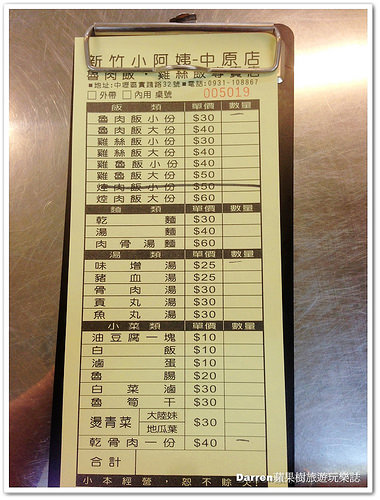 新竹小阿姨-中原店
魯肉飯．雞絲飯專賣店
■地址:中壢區實踐路32號■電話:0931-108867
□外帶 □內用 桌號 005019
飯 類 單價 數量
魯肉飯小份 $30
魯肉飯大份 $40
雞絲飯小份 $30
雞絲飯大份 $40
雞魯飯小份 $40
雞魯飯大份 $50
焢肉飯小份 $50
焢肉飯大份 $60
麵 類 單價 數量
乾 麵 $30
湯 麵 $40
肉骨湯麵 $60
湯 類 單價 數量
味增湯 $25
豬血湯 $25
骨肉湯 $30
貢丸湯 $30
魚丸湯 $30
小菜類 單價 數量
油豆腐一塊 $10
白 飯 $10
滷 蛋 $10
魯 腸 $20
白菜滷 $30
魯筍干 $30
燙青菜 大陸妹 地瓜葉 $30
乾骨肉一份 $40
合計
小本經營，恕不除
Darren蘋果樹旅遊玩樂誌